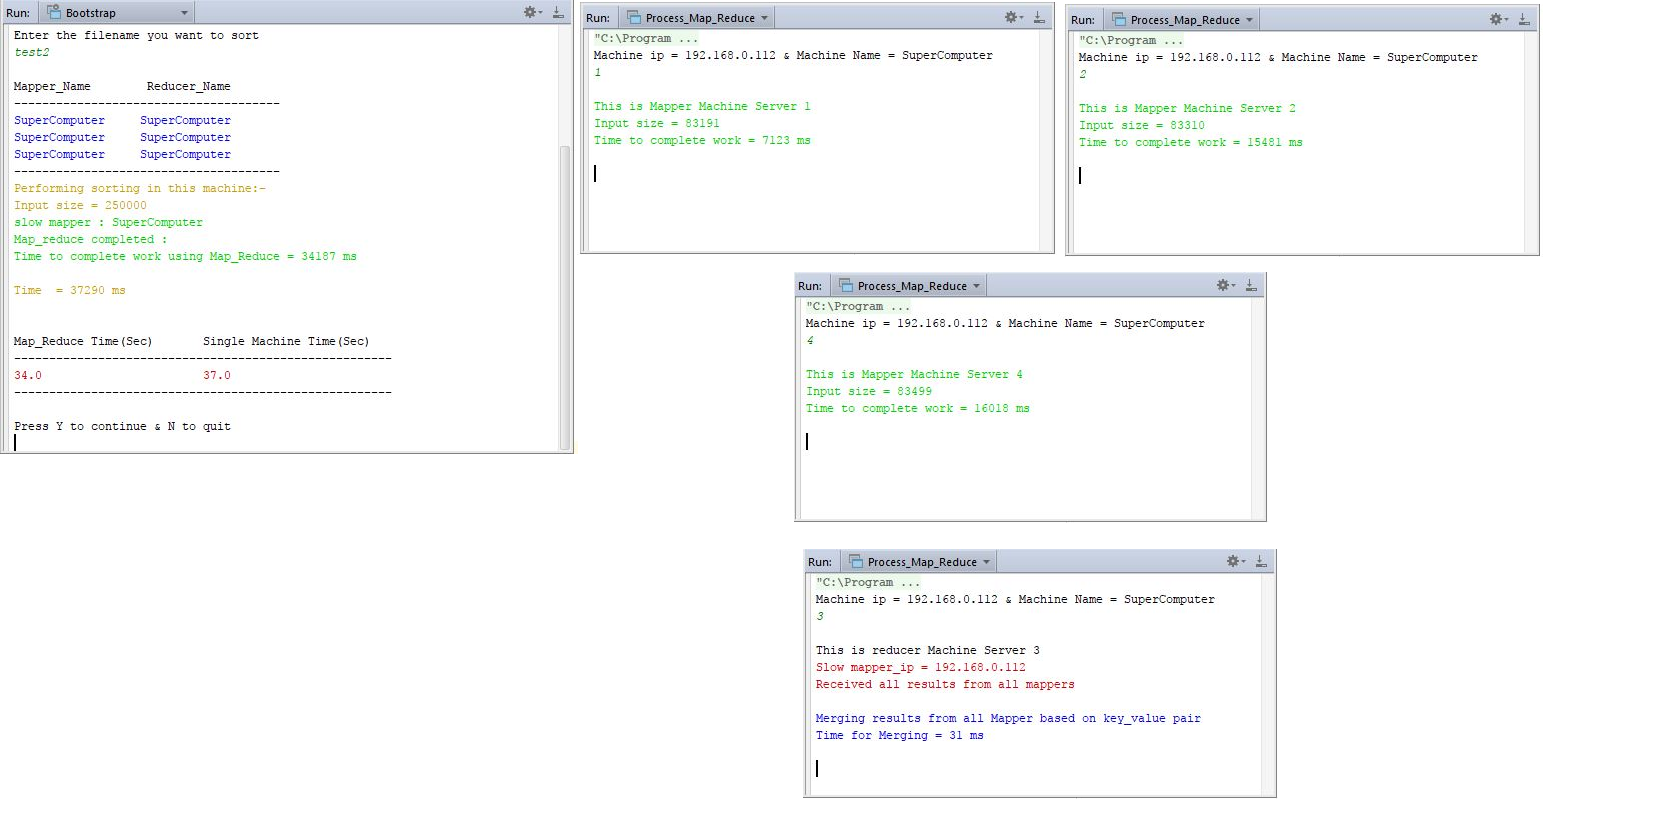 Run: Bootstrap
Enter the filename you want to sort
test2
Mapper_Name Reducer_Name
----------------------------------------
SuperComputer SuperComputer
SuperComputer SuperComputer
SuperComputer SuperComputer
----------------------------------------
Performing sorting in this machine:-
Input size = 250000
slow mapper : SuperComputer
Map_reduce completed :
Time to complete work using Map_Reduce = 34187 ms
Time = 37290 ms
Map_Reduce Time(Sec) Single Machine Time(Sec)
------------------------------------------------------
34.0 37.0
------------------------------------------------------
Press Y to continue & N to quit
Run: Process_Map_Reduce
"C:\Program ...
Machine ip = 192.168.0.112 & Machine Name = SuperComputer
1
This is Mapper Machine Server 1
Input size = 83191
Time to complete work = 7123 ms
Run: Process_Map_Reduce
"C:\Program ...
Machine ip = 192.168.0.112 & Machine Name = SuperComputer
2
This is Mapper Machine Server 2
Input size = 83310
Time to complete work = 15481 ms
Run: Process_Map_Reduce
"C:\Program ...
Machine ip = 192.168.0.112 & Machine Name = SuperComputer
4
This is Mapper Machine Server 4
Input size = 83499
Time to complete work = 16018 ms
Run: Process_Map_Reduce
"C:\Program ...
Machine ip = 192.168.0.112 & Machine Name = SuperComputer
3
This is reducer Machine Server 3
Slow mapper_ip = 192.168.0.112
Received all results from all mappers
Merging results from all Mapper based on key_value pair
Time for Merging = 31 ms